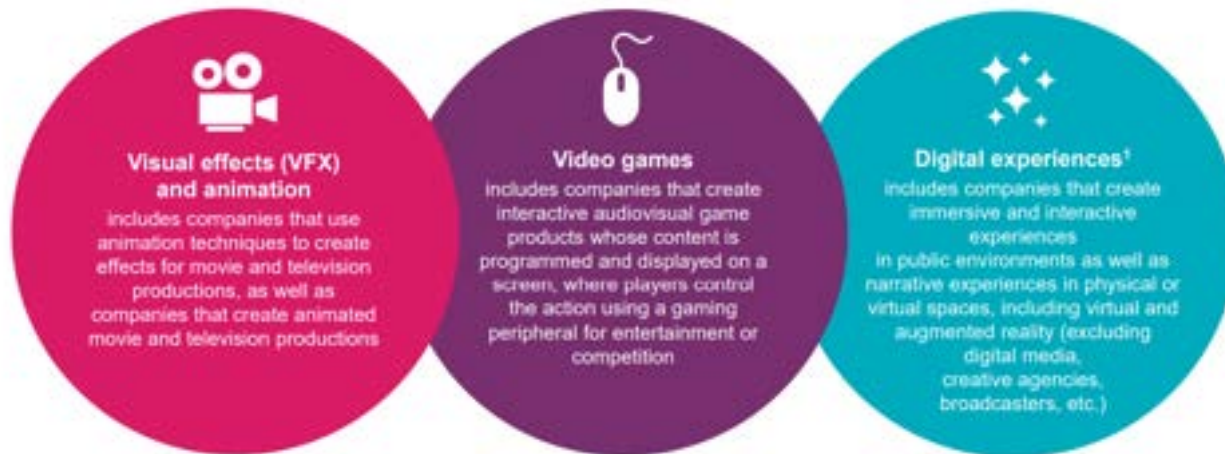 Visual effects (VFX)
and animation
includes companies that use
animation techniques to create
effects for movie and television
productions, as well as
companies that create animated
movie and television productions
Video games
includes companies that create
interactive audiovisual game
products whose content is
programmed and displayed on a
screen, where players control
the action using a gaming
peripheral for entertainment or
competition
Digital experiences¹
includes companies that create
immersive and interactive
experiences
in public environments as well as
narrative experiences in physical or
virtual spaces, including virtual and
augmented reality (excluding
digital media,
creative agencies,
broadcasters, etc.)